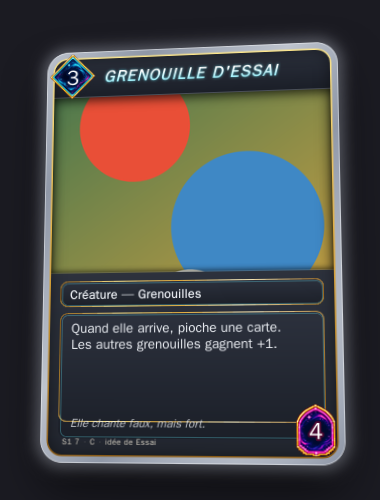 3
GRENOUILLE D'ESSAI
Créature — Grenouilles
Quand elle arrive, pioche une carte.
Les autres grenouilles gagnent +1.
Elle chante faux, mais fort.
S1 7 · C · idée de Essai
4